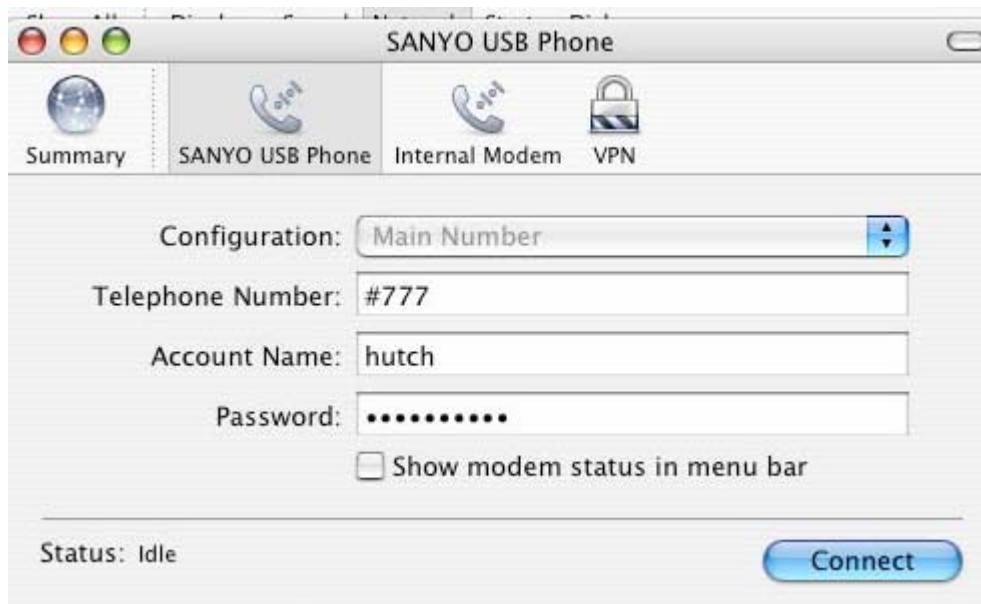 SANYO USB Phone
Summary
SANYO USB Phone
Internal Modem
VPN
Configuration: Main Number
Telephone Number: #777
Account Name: hutch
Password: ••••••••••
Show modem status in menu bar
Status: Idle
Connect